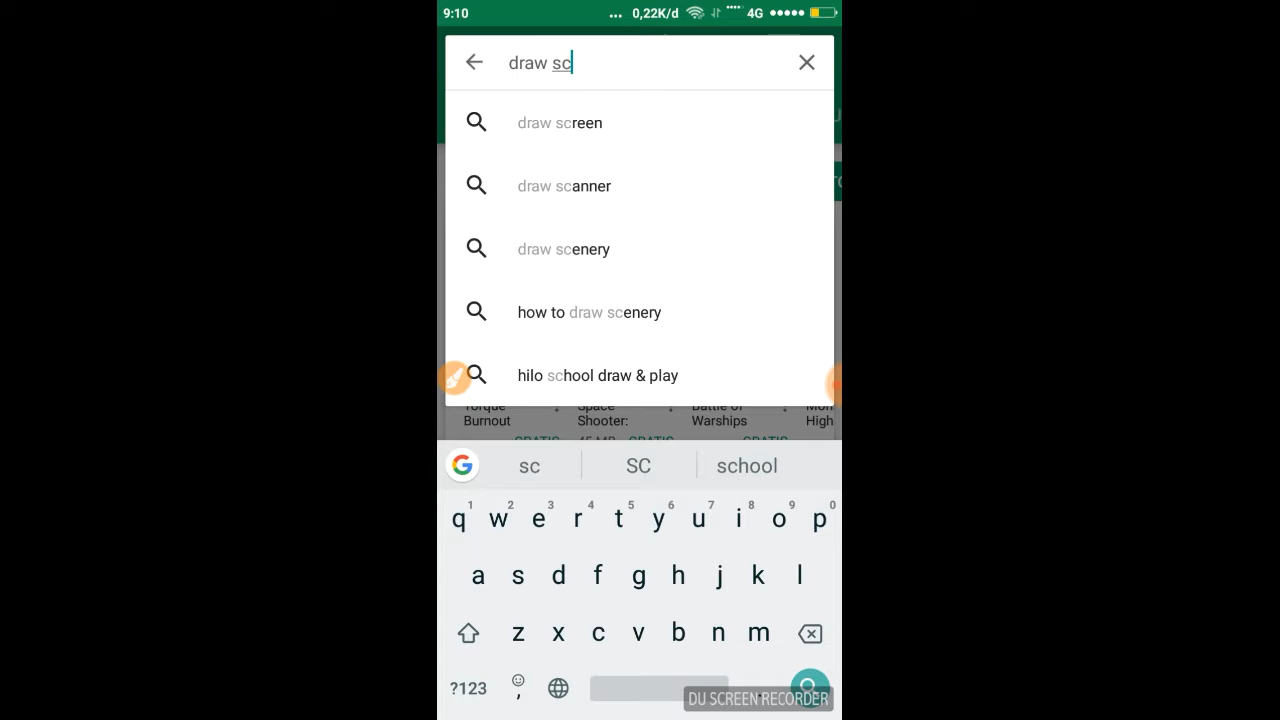 9:10 ... 0,22K/d 4G
draw sc
draw screen
draw scanner
draw scenery
how to draw scenery
hilo school draw & play
Torque Space Battle of Mon
Burnout Shooter: Warships High
GRATIS 45 MB GRATIS GRATIS
G sc SC school
1 2 3 4 5 6 7 8 9 0
q w e r t y u i o p
a s d f g h j k l
z x c v b n m
?123 ,
DU SCREEN RECORDER